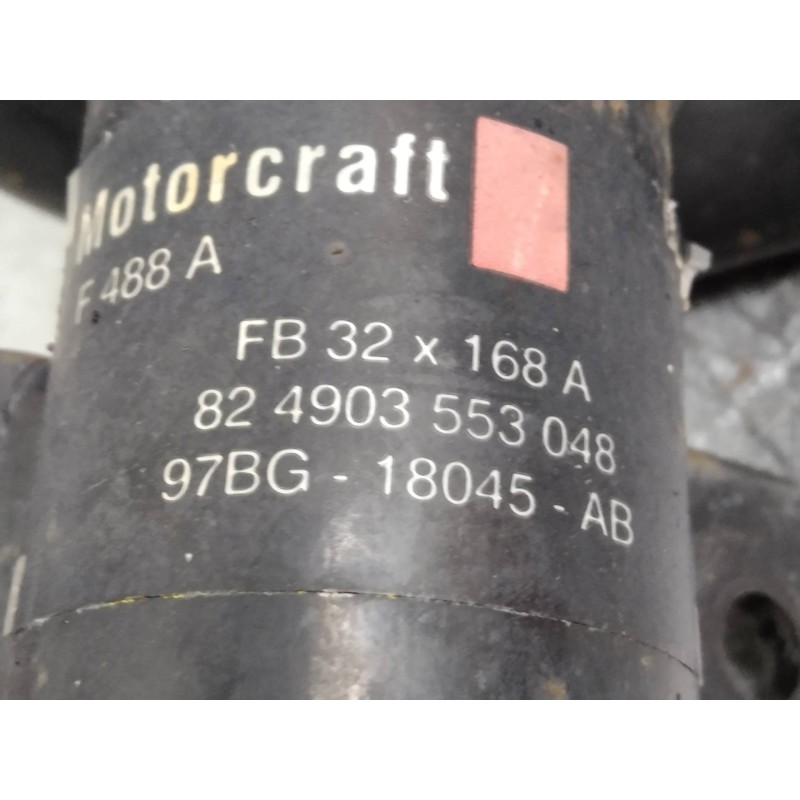 Motorcraft
F 488 A
FB 32 x 168 A
82 4903 553 048
97BG - 18045 - AB